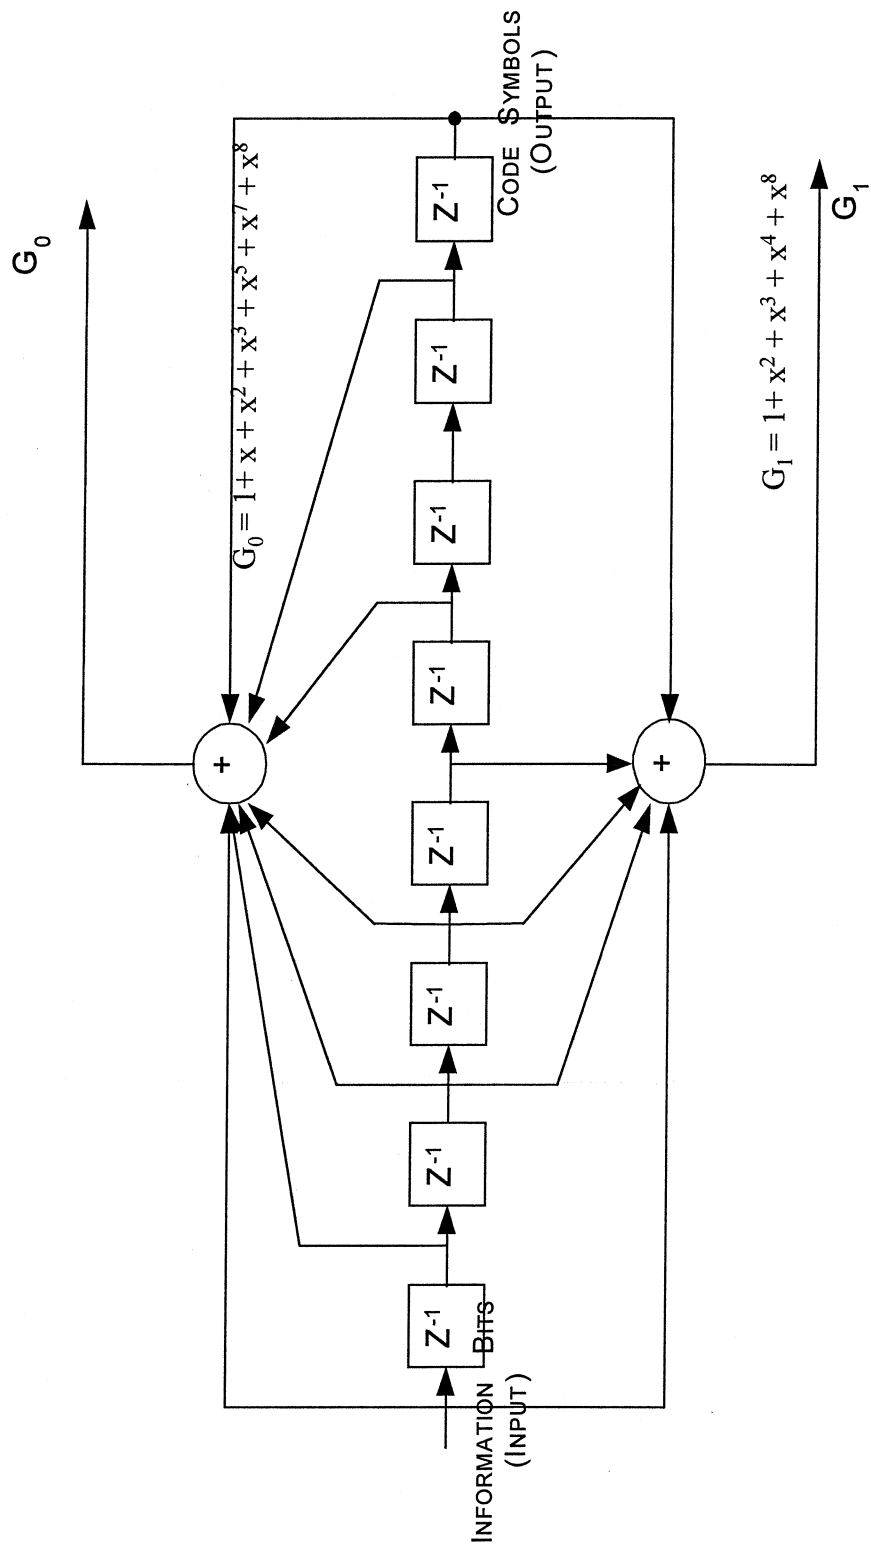 G₀
G₀ = 1 + x + x² + x³ + x⁵ + x⁷ + x⁸
+
INFORMATION BITS
(INPUT)
Z⁻¹
Z⁻¹
Z⁻¹
Z⁻¹
Z⁻¹
Z⁻¹
Z⁻¹
Z⁻¹
CODE SYMBOLS
(OUTPUT)
+
G₁ = 1 + x² + x³ + x⁴ + x⁸
G₁